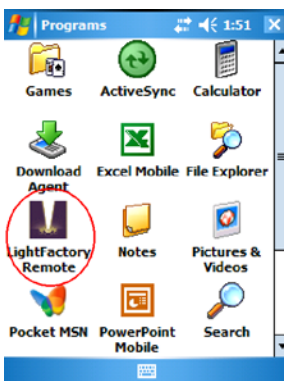 Programs 1:51
Games ActiveSync Calculator
Download Agent Excel Mobile File Explorer
LightFactory Remote Notes Pictures & Videos
Pocket MSN PowerPoint Mobile Search